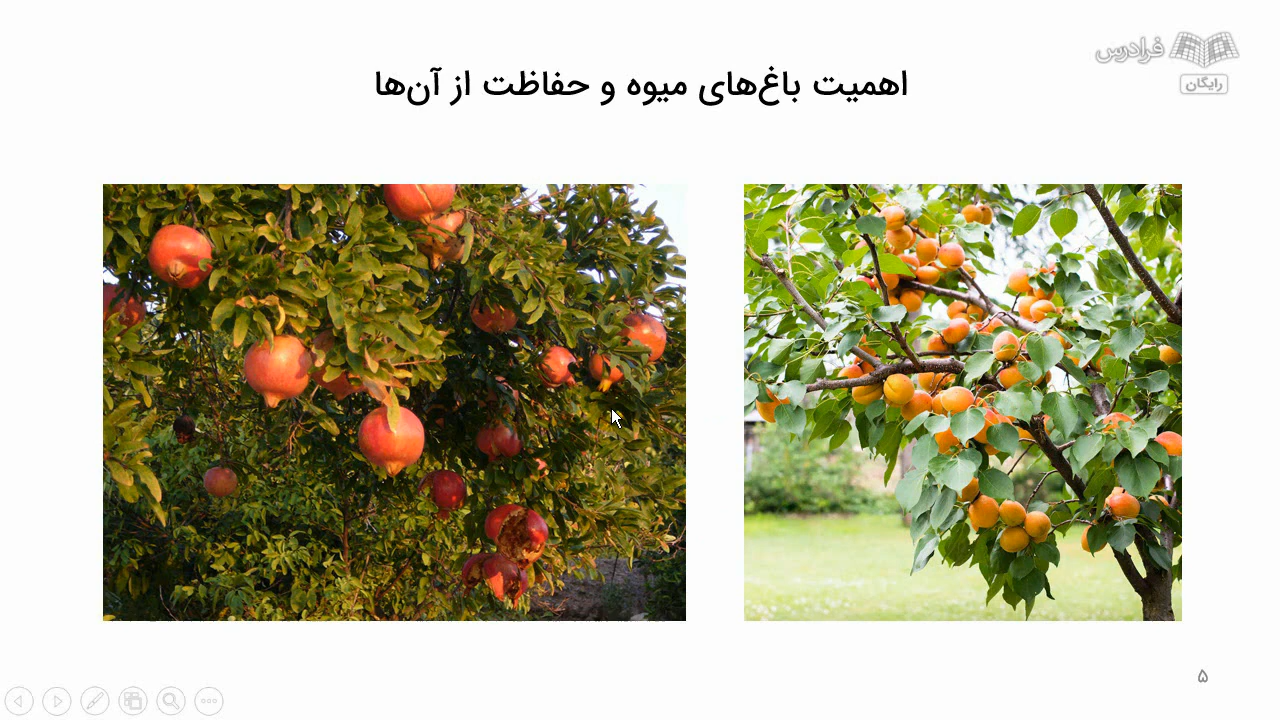 فرادرس
رایگان
اهمیت باغ‌های میوه و حفاظت از آن‌ها
۵